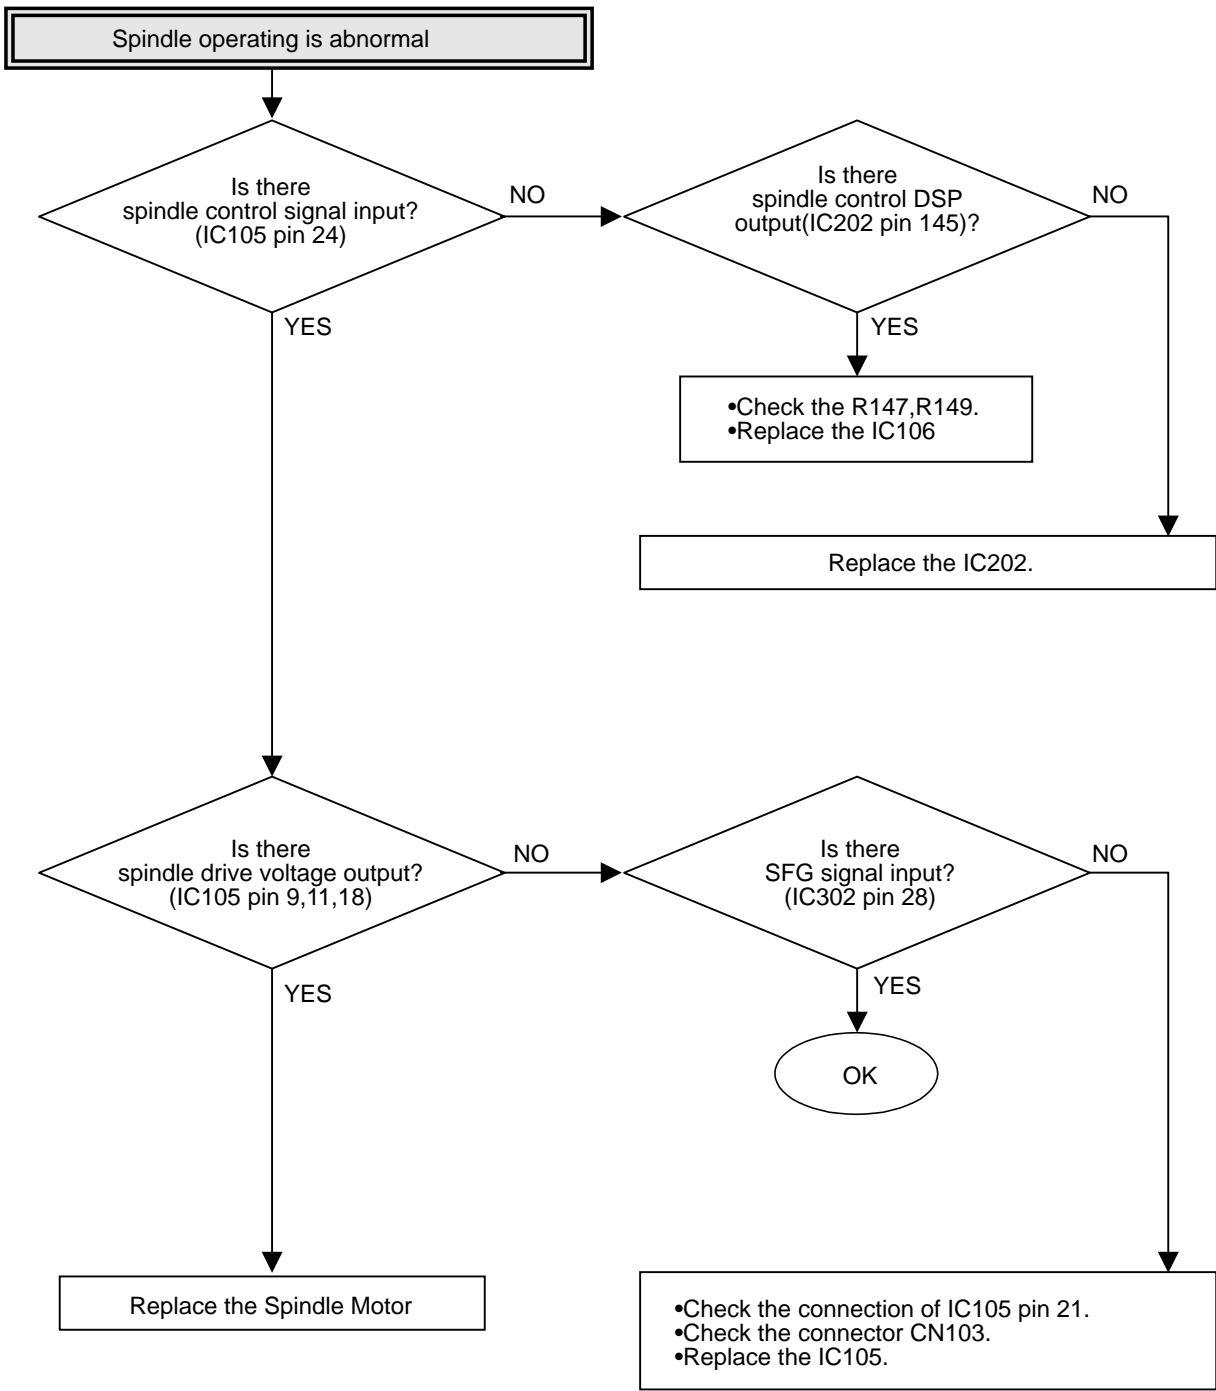 Spindle operating is abnormal
Is there
spindle control signal input?
(IC105 pin 24)
NO
YES
Is there
spindle control DSP
output(IC202 pin 145)?
NO
YES
•Check the R147,R149.
•Replace the IC106
Replace the IC202.
Is there
spindle drive voltage output?
(IC105 pin 9,11,18)
NO
YES
Is there
SFG signal input?
(IC302 pin 28)
NO
YES
OK
Replace the Spindle Motor
•Check the connection of IC105 pin 21.
•Check the connector CN103.
•Replace the IC105.